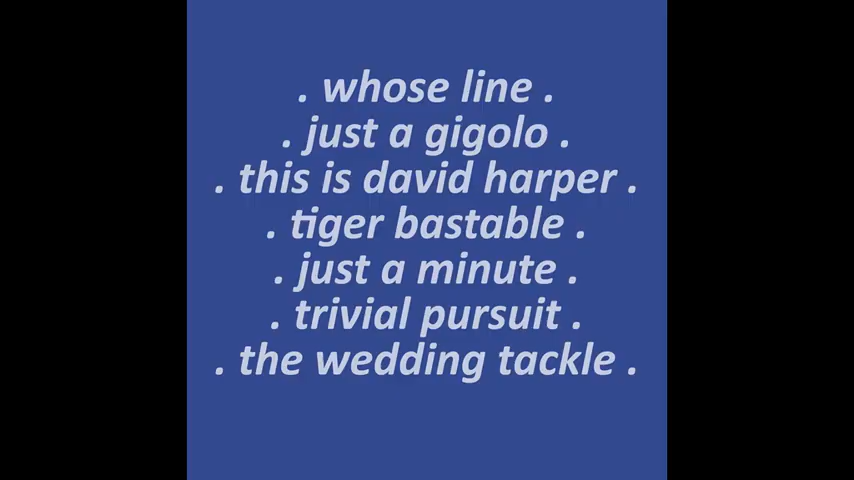 . whose line .
. just a gigolo .
. this is david harper .
. tiger bastable .
. just a minute .
. trivial pursuit .
. the wedding tackle .